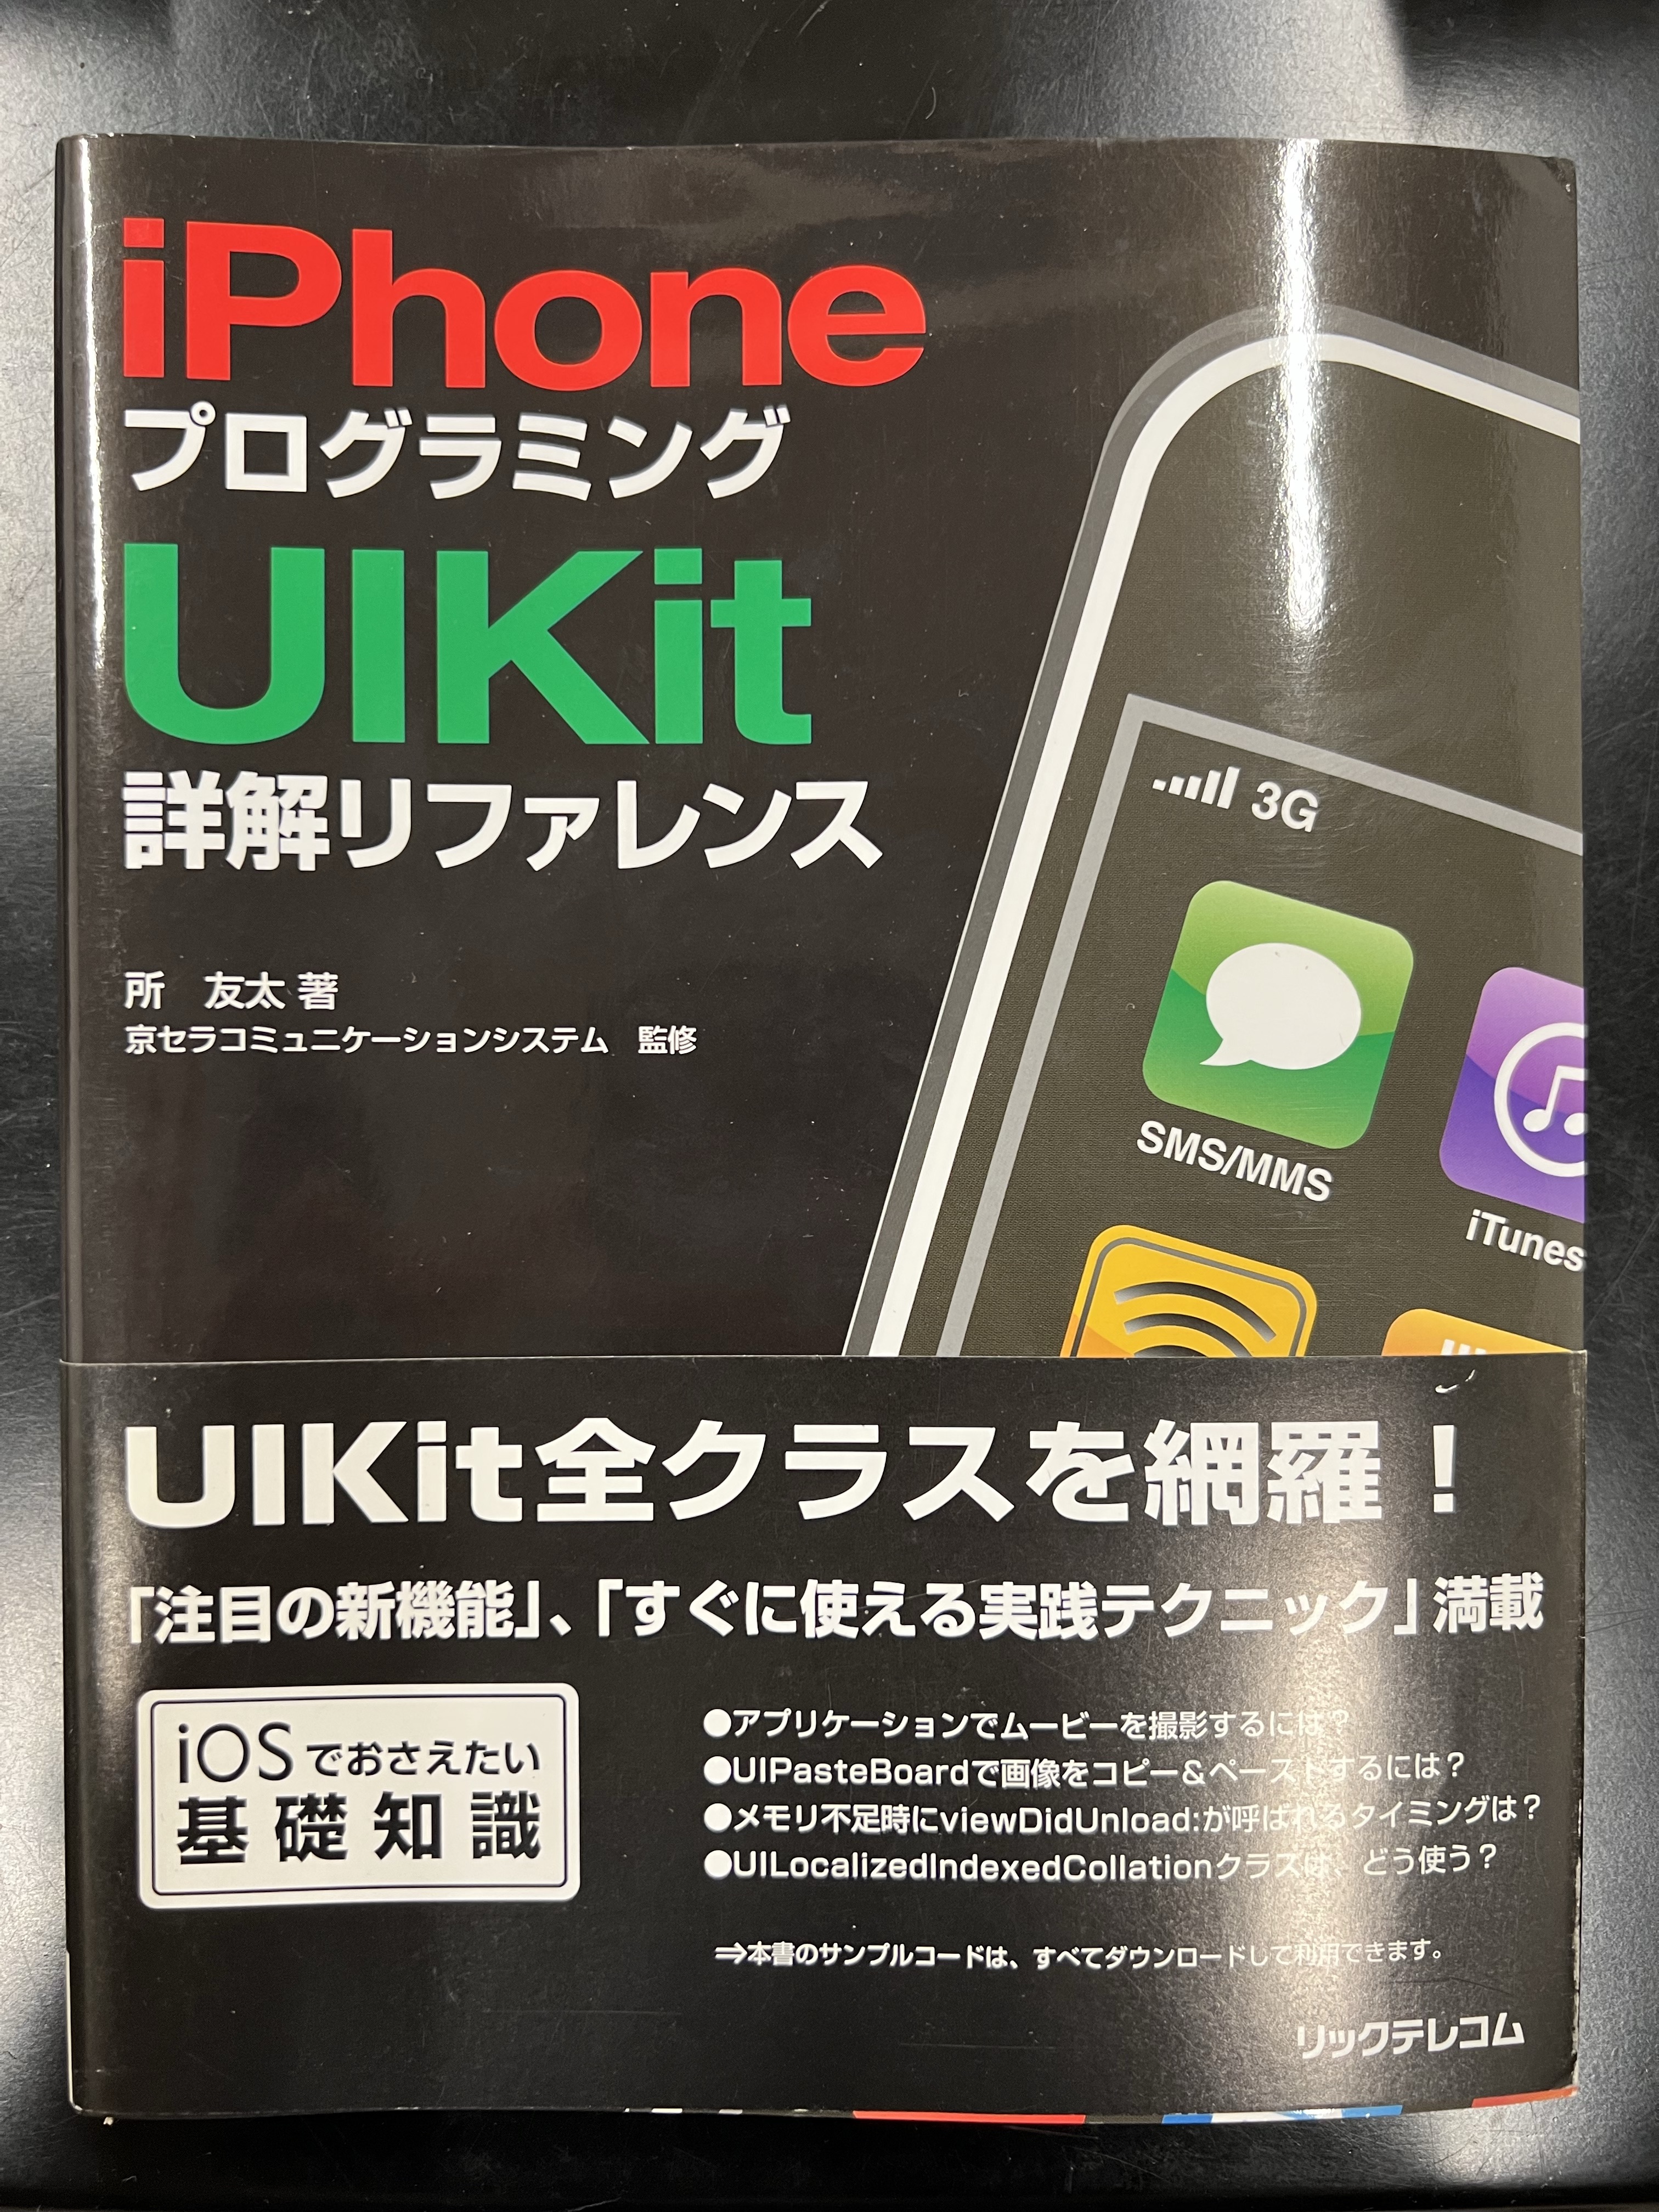 iPhone
プログラミング
UIKit
詳解リファレンス
所 友太 著
京セラコミュニケーションシステム 監修
3G
SMS/MMS
iTunes
UIKit全クラスを網羅!
「注目の新機能」、「すぐに使える実践テクニック」満載
iOSでおさえたい
基礎知識
●アプリケーションでムービーを撮影するには?
●UIPasteBoardで画像をコピー&ペーストするには?
●メモリ不足時にviewDidUnload:が呼ばれるタイミングは?
●UILocalizedIndexedCollationクラスは、どう使う?
⇒本書のサンプルコードは、すべてダウンロードして利用できます。
リックテレコム